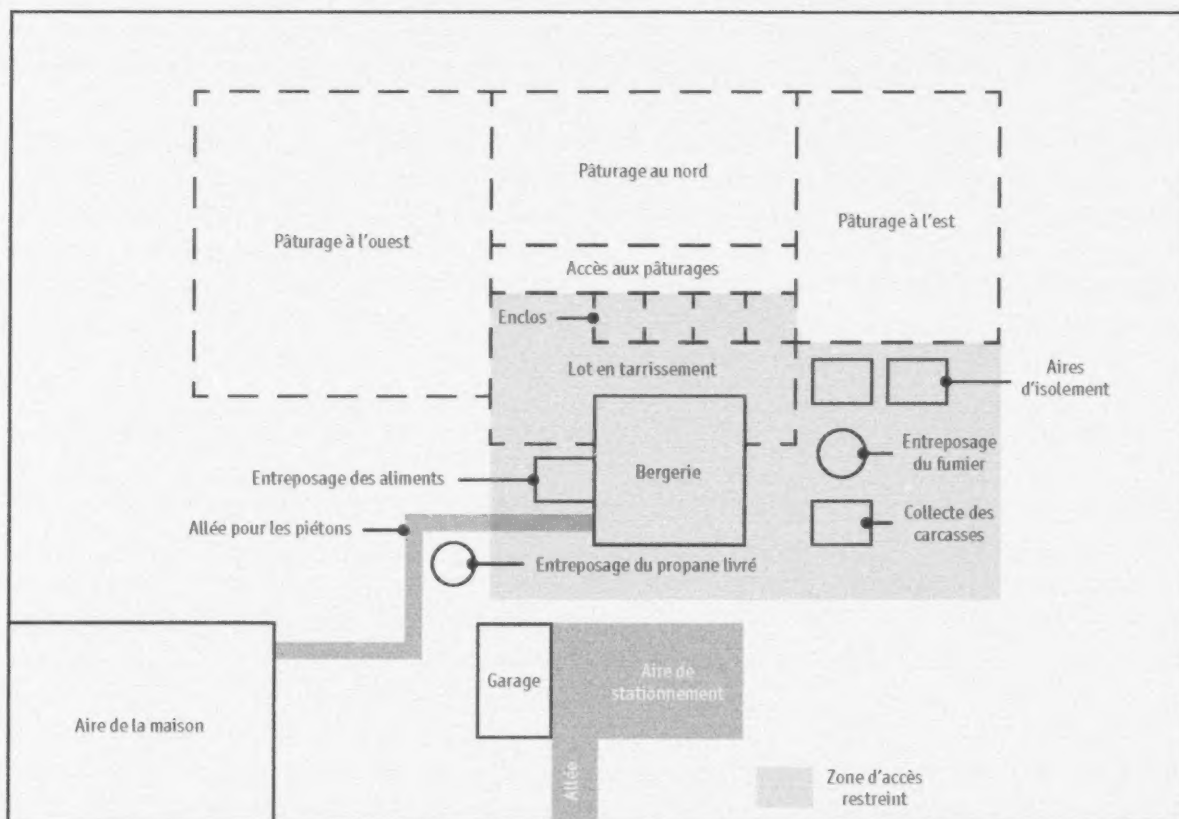 Pâturage au nord
Pâturage à l'ouest
Pâturage à l'est
Accès aux pâturages
Enclos
Lot en tarrissement
Aires
d'isolement
Entreposage
du fumier
Entreposage des aliments
Bergerie
Allée pour les piétons
Collecte des
carcasses
Entreposage du propane livré
Garage
Aire de
stationnement
Aire de la maison
Allée
Zone d'accès
restreint